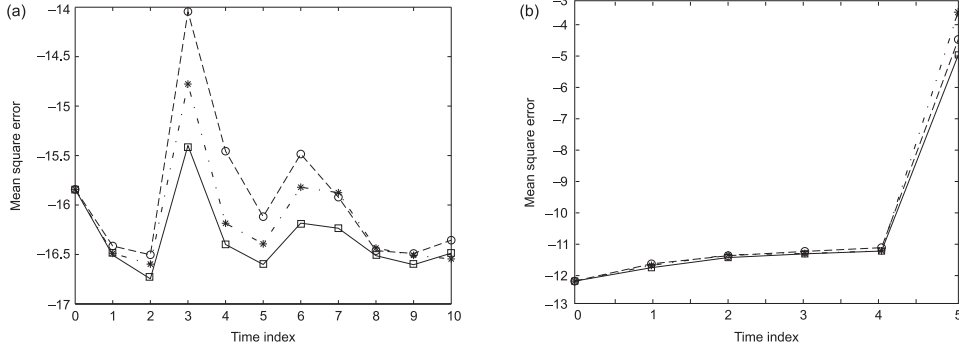 (a)
−14
−14.5
−15
−15.5
−16
−16.5
−17
Mean square error
0 1 2 3 4 5 6 7 8 9 10
Time index
(b)
−3
−4
−5
−6
−7
−8
−9
−10
−11
−12
−13
Mean square error
0 1 2 3 4 5
Time index